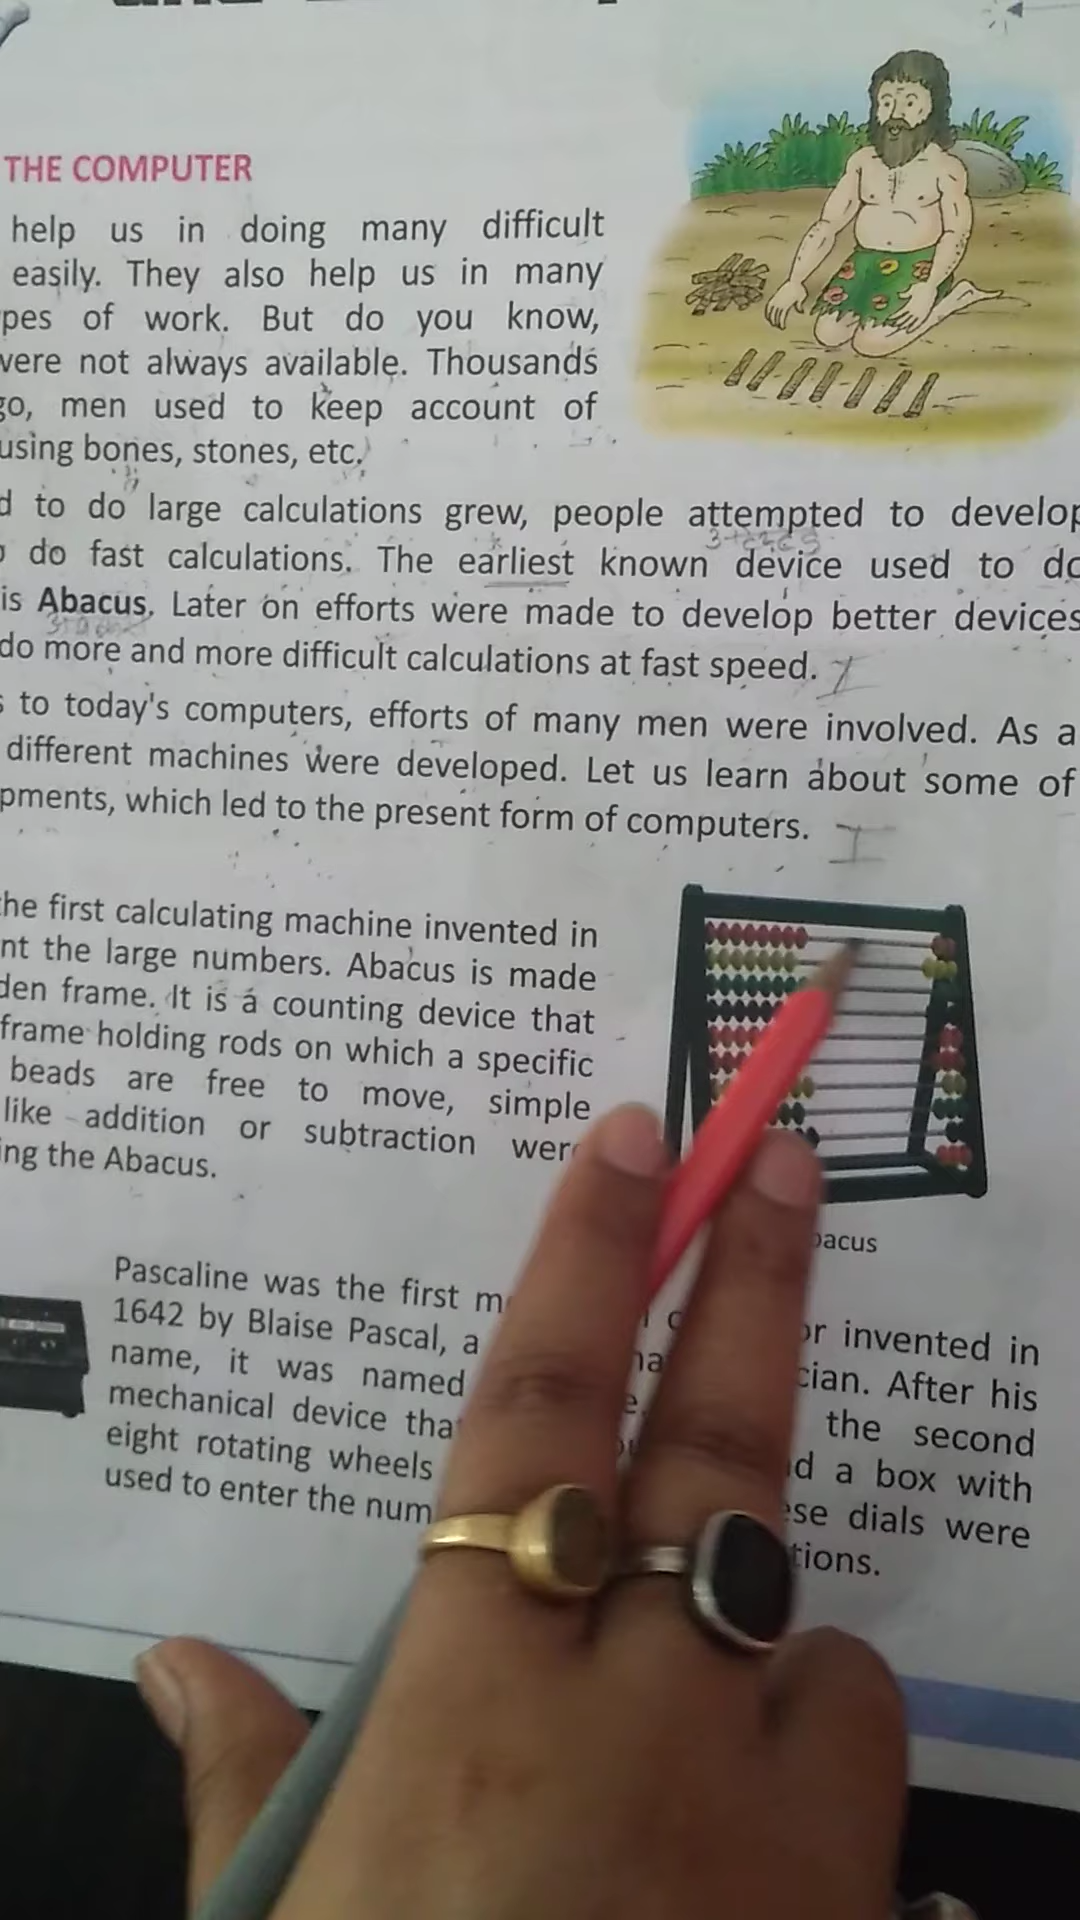 THE COMPUTER
help us in doing many difficult
easily. They also help us in many
pes of work. But do you know,
were not always available. Thousands
go, men used to keep account of
using bones, stones, etc.
d to do large calculations grew, people attempted to develop
do fast calculations. The earliest known device used to do
is Abacus. Later on efforts were made to develop better devices
do more and more difficult calculations at fast speed.
s to today's computers, efforts of many men were involved. As a
different machines were developed. Let us learn about some of
pments, which led to the present form of computers.
the first calculating machine invented in
nt the large numbers. Abacus is made
den frame. It is a counting device that
frame holding rods on which a specific
beads are free to move, simple
like addition or subtraction were
ing the Abacus.
bacus
Pascaline was the first m or invented in
1642 by Blaise Pascal, a cian. After his
name, it was named the second
mechanical device tha d a box with
eight rotating wheels ese dials were
used to enter the num tions.